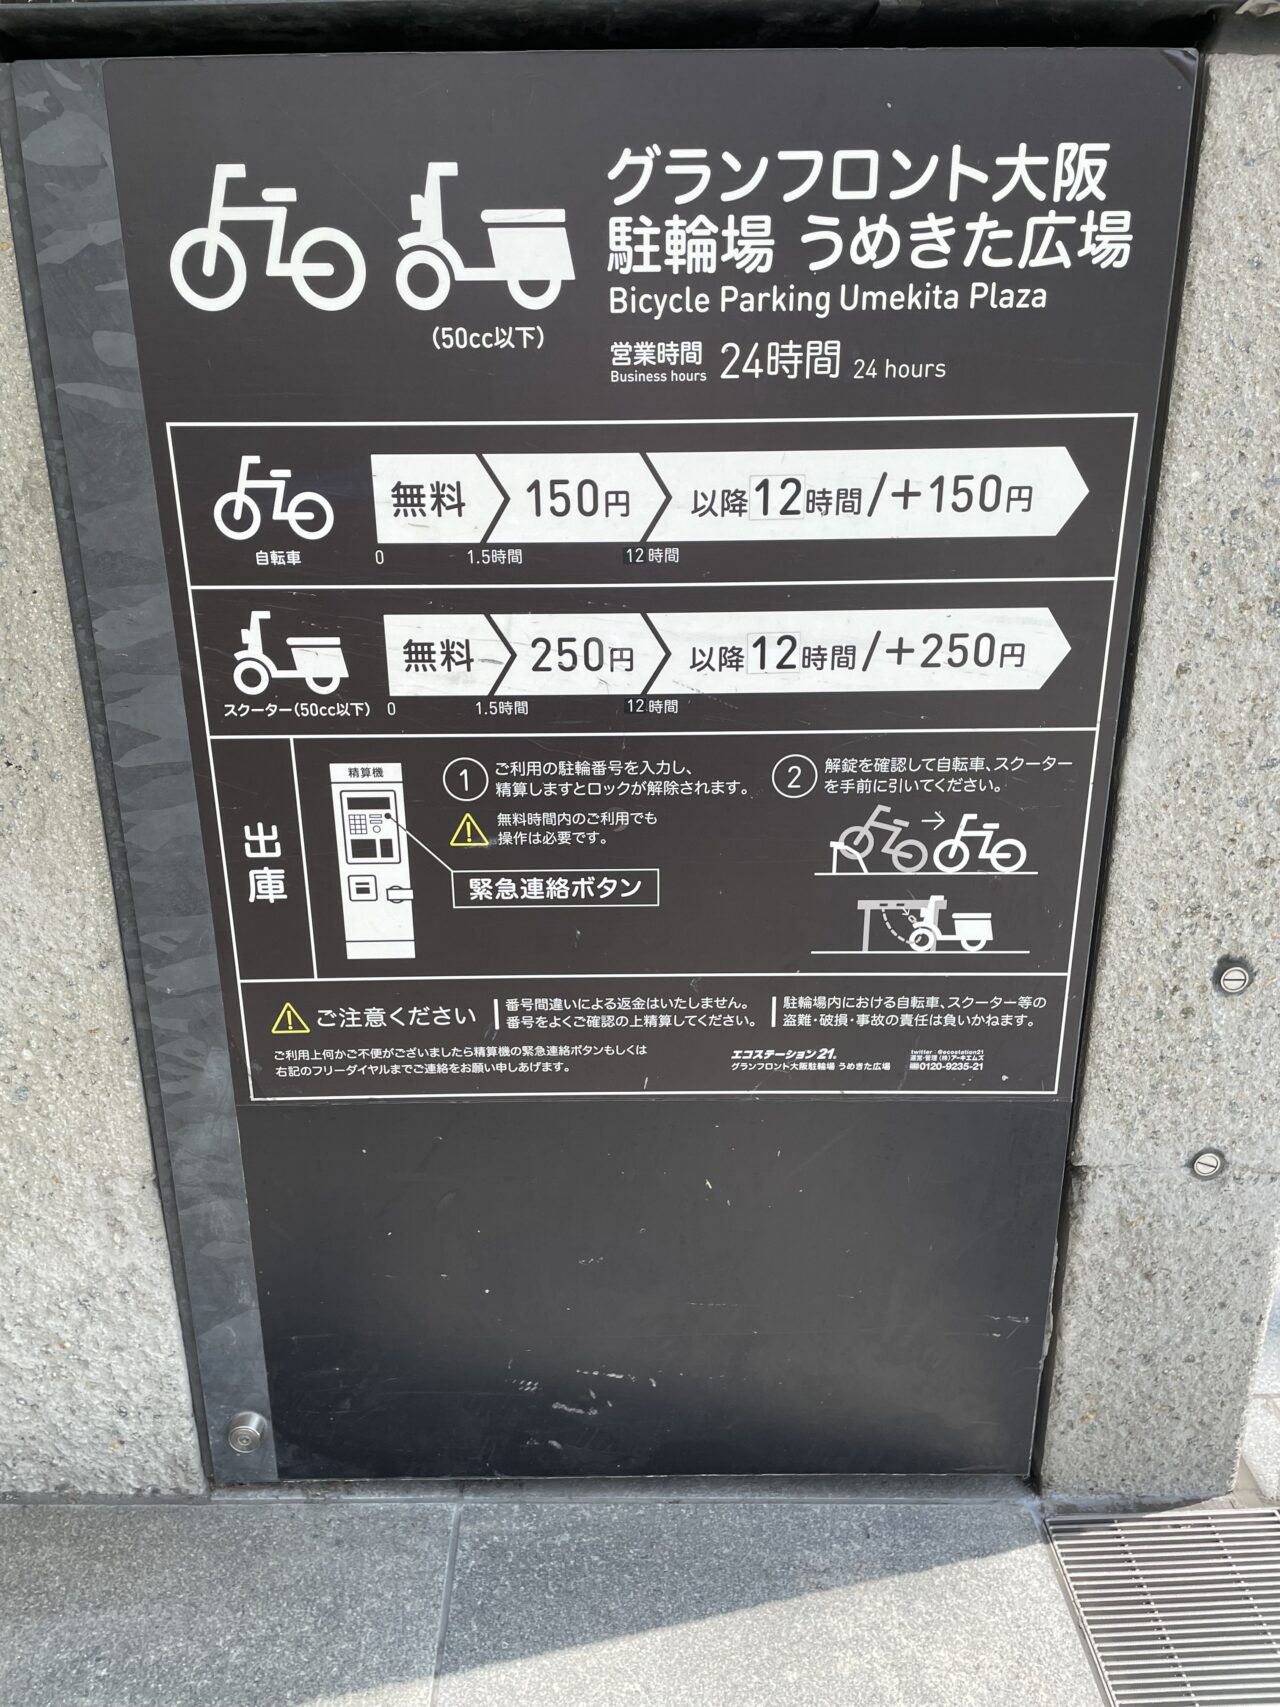 グランフロント大阪
駐輪場 うめきた広場
Bicycle Parking Umekita Plaza
(50cc以下)
営業時間 24時間 24 hours
Business hours
無料 150円 以降12時間/+150円
自転車 0 1.5時間 12時間
無料 250円 以降12時間/+250円
スクーター(50cc以下) 0 1.5時間 12時間
出庫
精算機
1 ご利用の駐輪番号を入力し、
精算しますとロックが解除されます。
無料時間内のご利用でも
操作は必要です。
緊急連絡ボタン
2 解錠を確認して自転車、スクーター
を手前に引いてください。
ご注意ください
番号間違いによる返金はいたしません。
番号をよくご確認の上精算してください。
駐輪場内における自転車、スクーター等の
盗難・破損・事故の責任は負いかねます。
ご利用上何かご不便がございましたら精算機の緊急連絡ボタンもしくは
右記のフリーダイヤルまでご連絡をお願い申しあげます。
エコステーション21
グランフロント大阪駐輪場 うめきた広場
twitter @ecostation21
運営・管理 (株)アーキエムズ
0120-9235-21